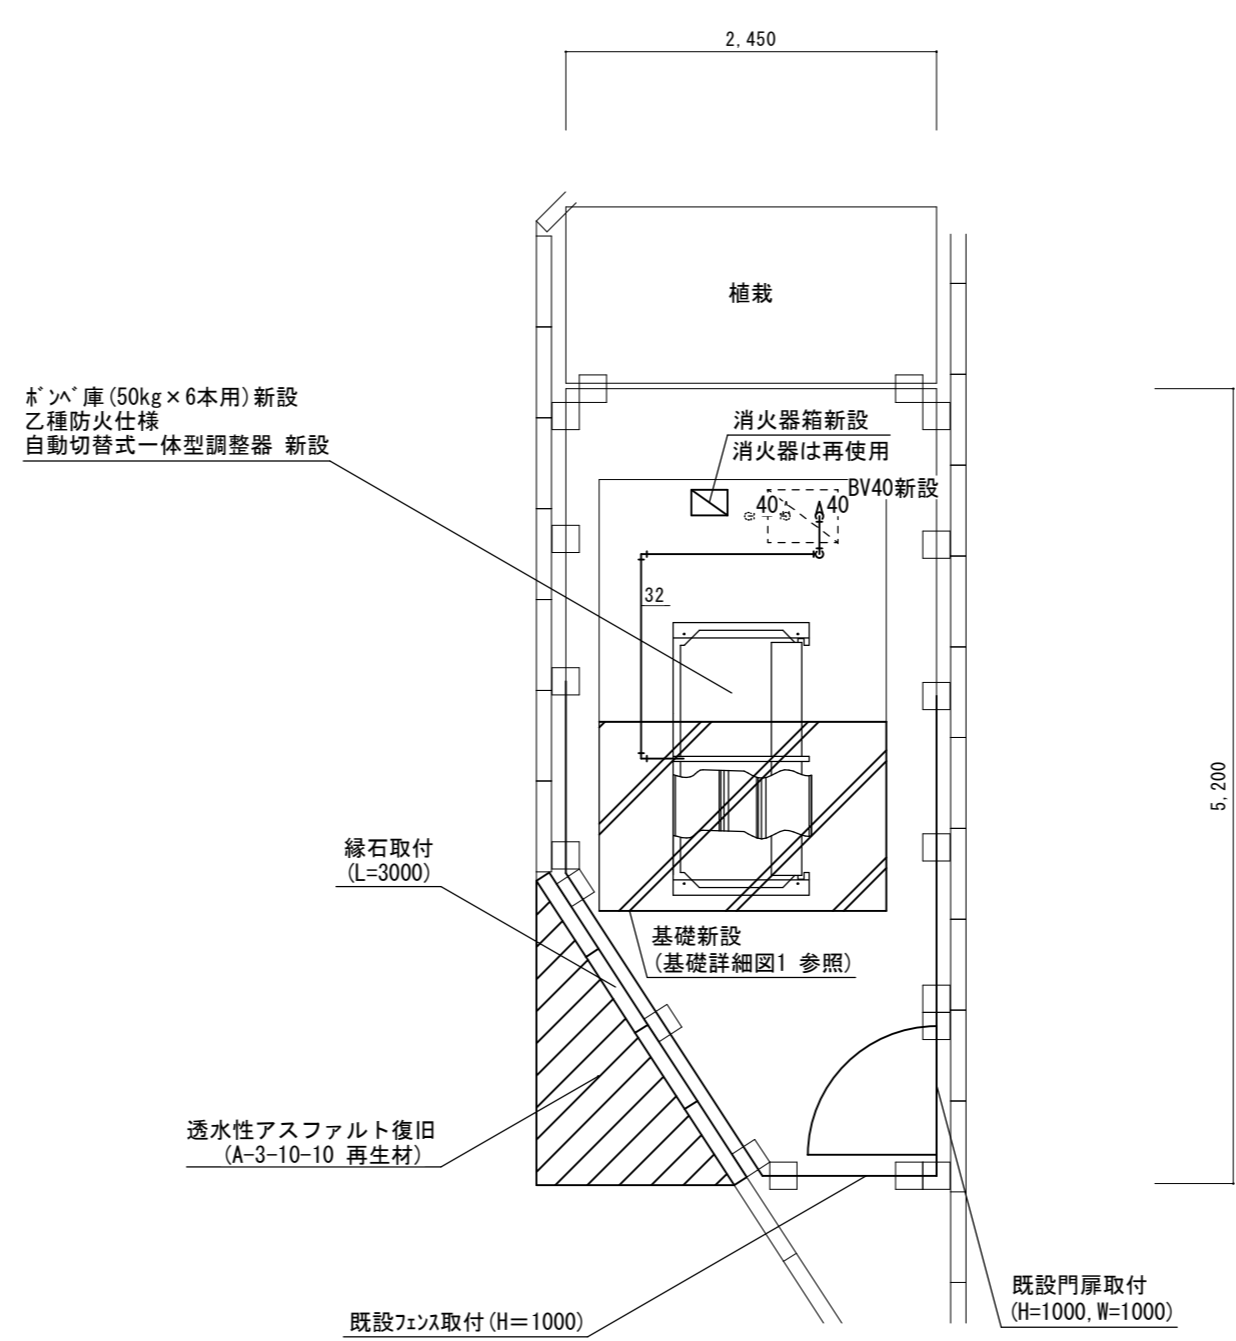 2,450
植栽
ﾎﾞﾝﾍﾞ庫(50kg×6本用)新設
乙種防火仕様
自動切替式一体型調整器 新設
消火器箱新設
消火器は再使用
BV40新設
40
40
32
5,200
縁石取付
(L=3000)
基礎新設
(基礎詳細図1 参照)
透水性アスファルト復旧
(A-3-10-10 再生材)
既設門扉取付
(H=1000,W=1000)
既設ﾌｪﾝｽ取付(H＝1000)